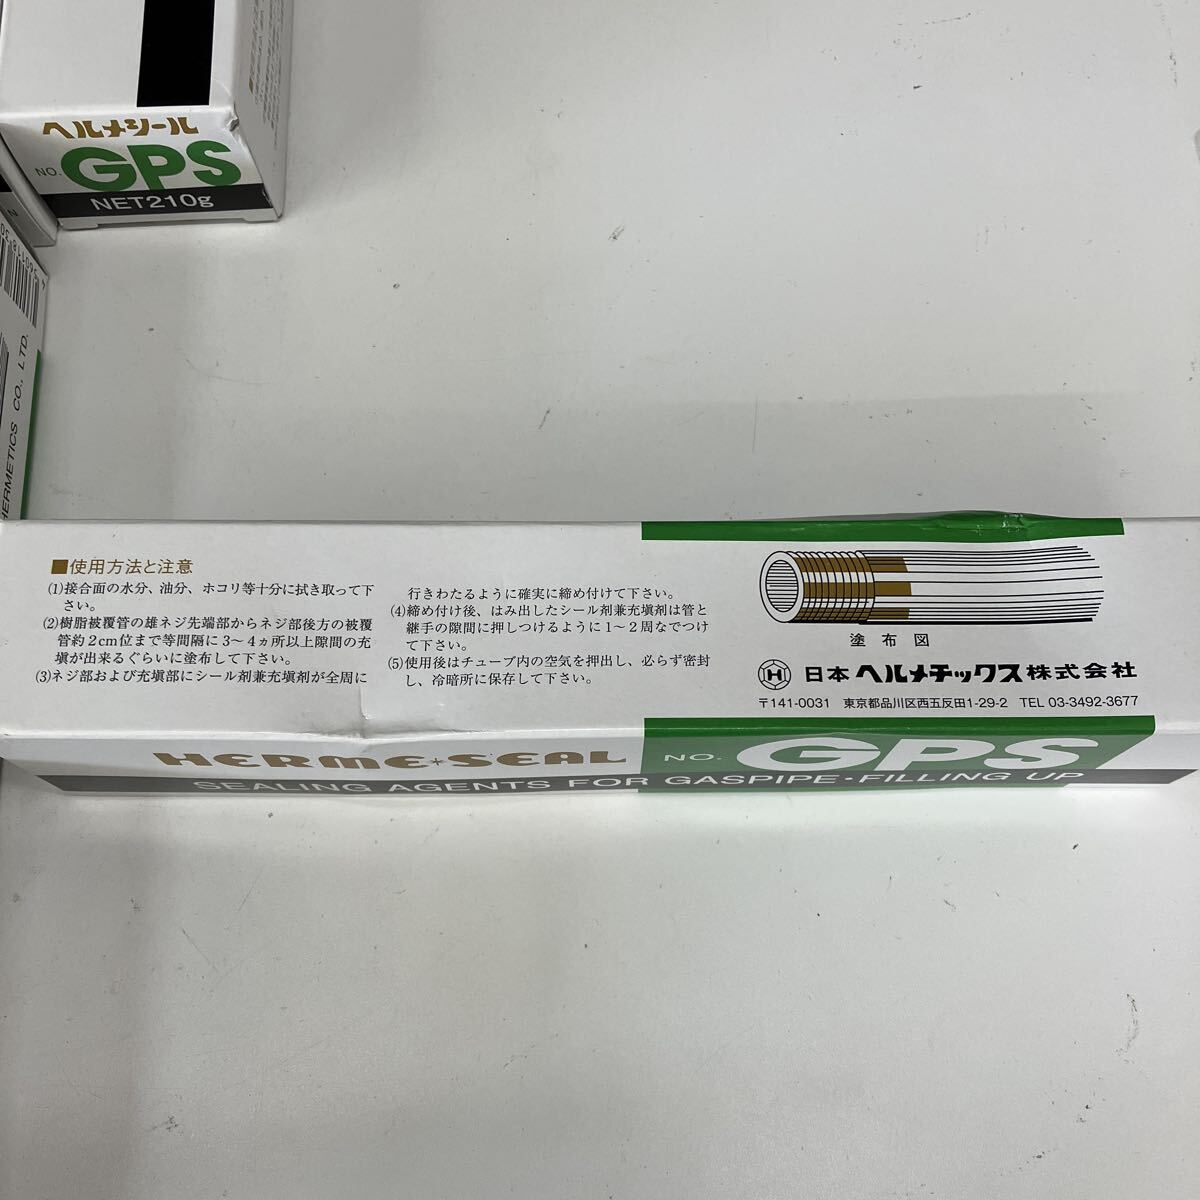 ヘルメシール
NO. GPS
NET210g
HERMETICS CO., LTD.
■使用方法と注意
(1)接合面の水分、油分、ホコリ等十分に拭き取って下
さい。
(2)樹脂被覆管の雄ネジ先端部からネジ部後方の被覆
管約2cm位まで等間隔に3〜4ヵ所以上隙間の充
塡が出来るぐらいに塗布して下さい。
(3)ネジ部および充塡部にシール剤兼充塡剤が全周に
行きわたるように確実に締め付けて下さい。
(4)締め付け後、はみ出したシール剤兼充塡剤は管と
継手の隙間に押しつけるように1〜2周なでつけ
て下さい。
(5)使用後はチューブ内の空気を押出し、必らず密封
し、冷暗所に保存して下さい。
塗布図
H 日本ヘルメチックス株式会社
〒141-0031 東京都品川区西五反田1-29-2 TEL 03-3492-3677
HERME+SEAL NO. GPS
SEALING AGENTS FOR GASPIPE・FILLING UP